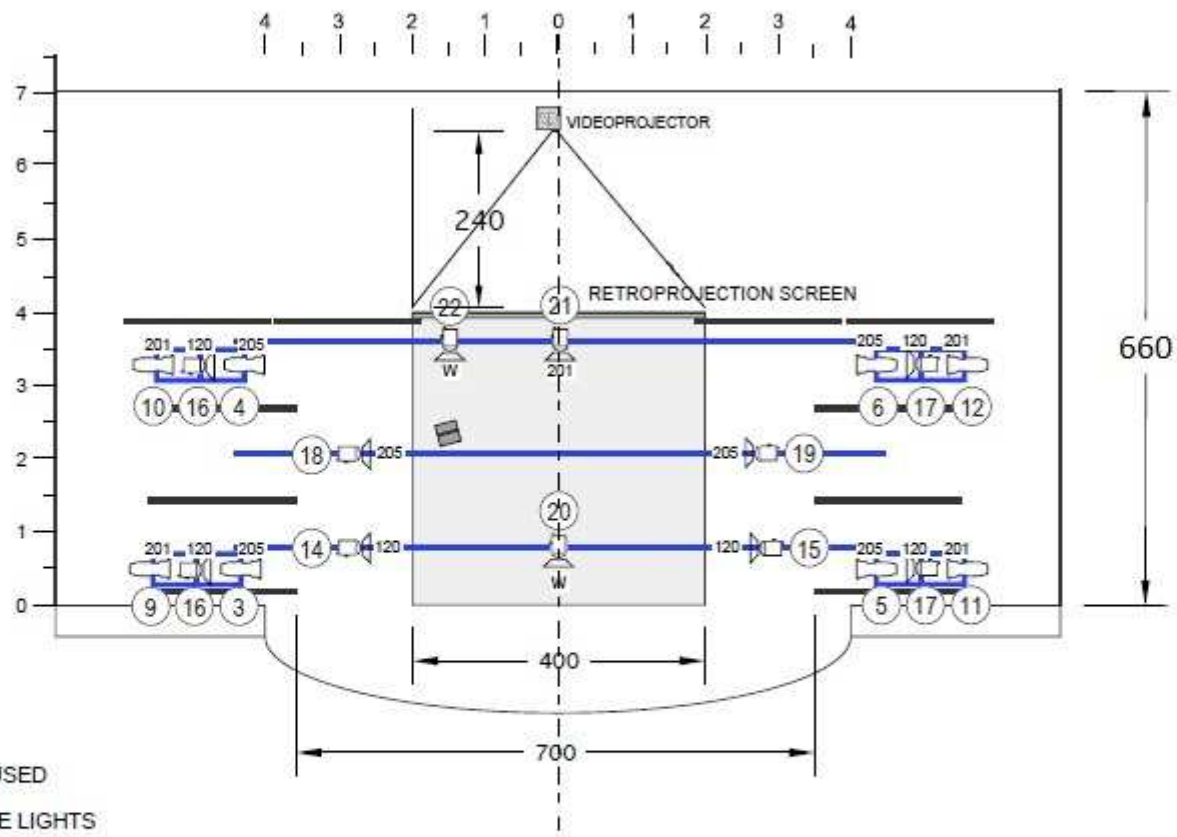 4 3 2 1 0 1 2 3 4
7
VIDEOPROJECTOR
6
240
5
660
4
22 21 RETROPROJECTION SCREEN
201 120 205 W 201 205 120 201
3
10 16 4 6 17 12
2
18 205 205 19
20
1
14 120 120 15
201 120 205 W 205 120 201
0
9 16 3 5 17 11
400
700
USED
E LIGHTS